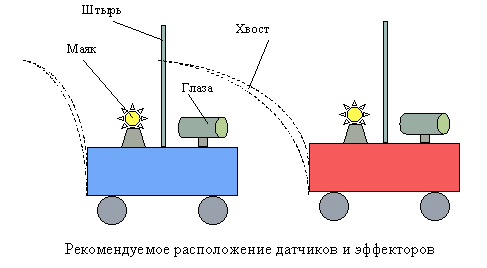 Штырь
Хвост
Маяк
Глаза
Рекомендуемое расположение датчиков и эффекторов